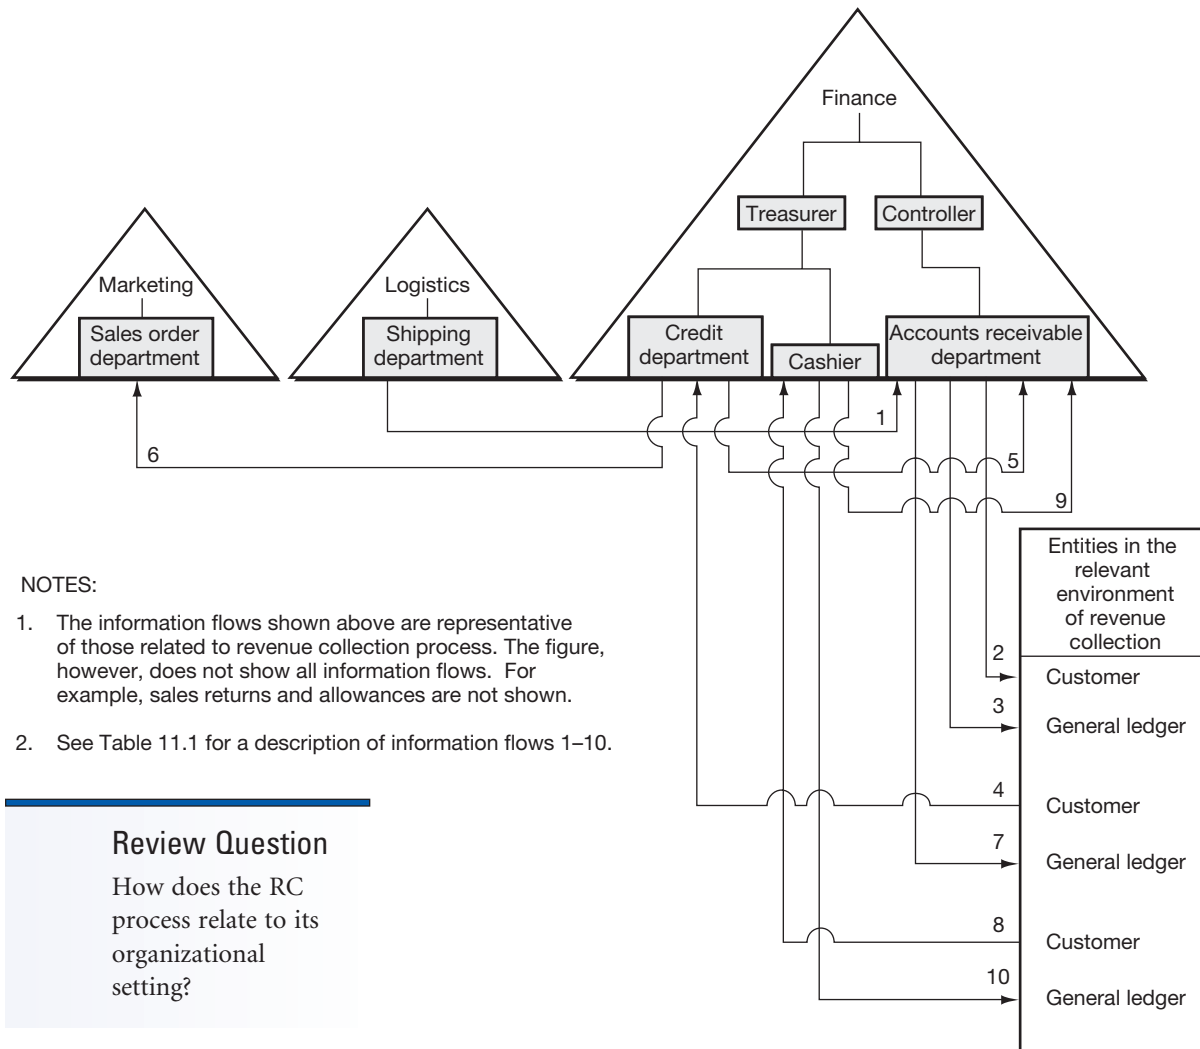 Finance
Treasurer
Controller
Marketing
Logistics
Sales order
department
Shipping
department
Credit
department
Cashier
Accounts receivable
department
1
6
5
9
Entities in the
relevant
environment
of revenue
collection
2
Customer
3
General ledger
4
Customer
7
General ledger
8
Customer
10
General ledger
NOTES:
1. The information flows shown above are representative
of those related to revenue collection process. The figure,
however, does not show all information flows. For
example, sales returns and allowances are not shown.
2. See Table 11.1 for a description of information flows 1–10.
Review Question
How does the RC
process relate to its
organizational
setting?